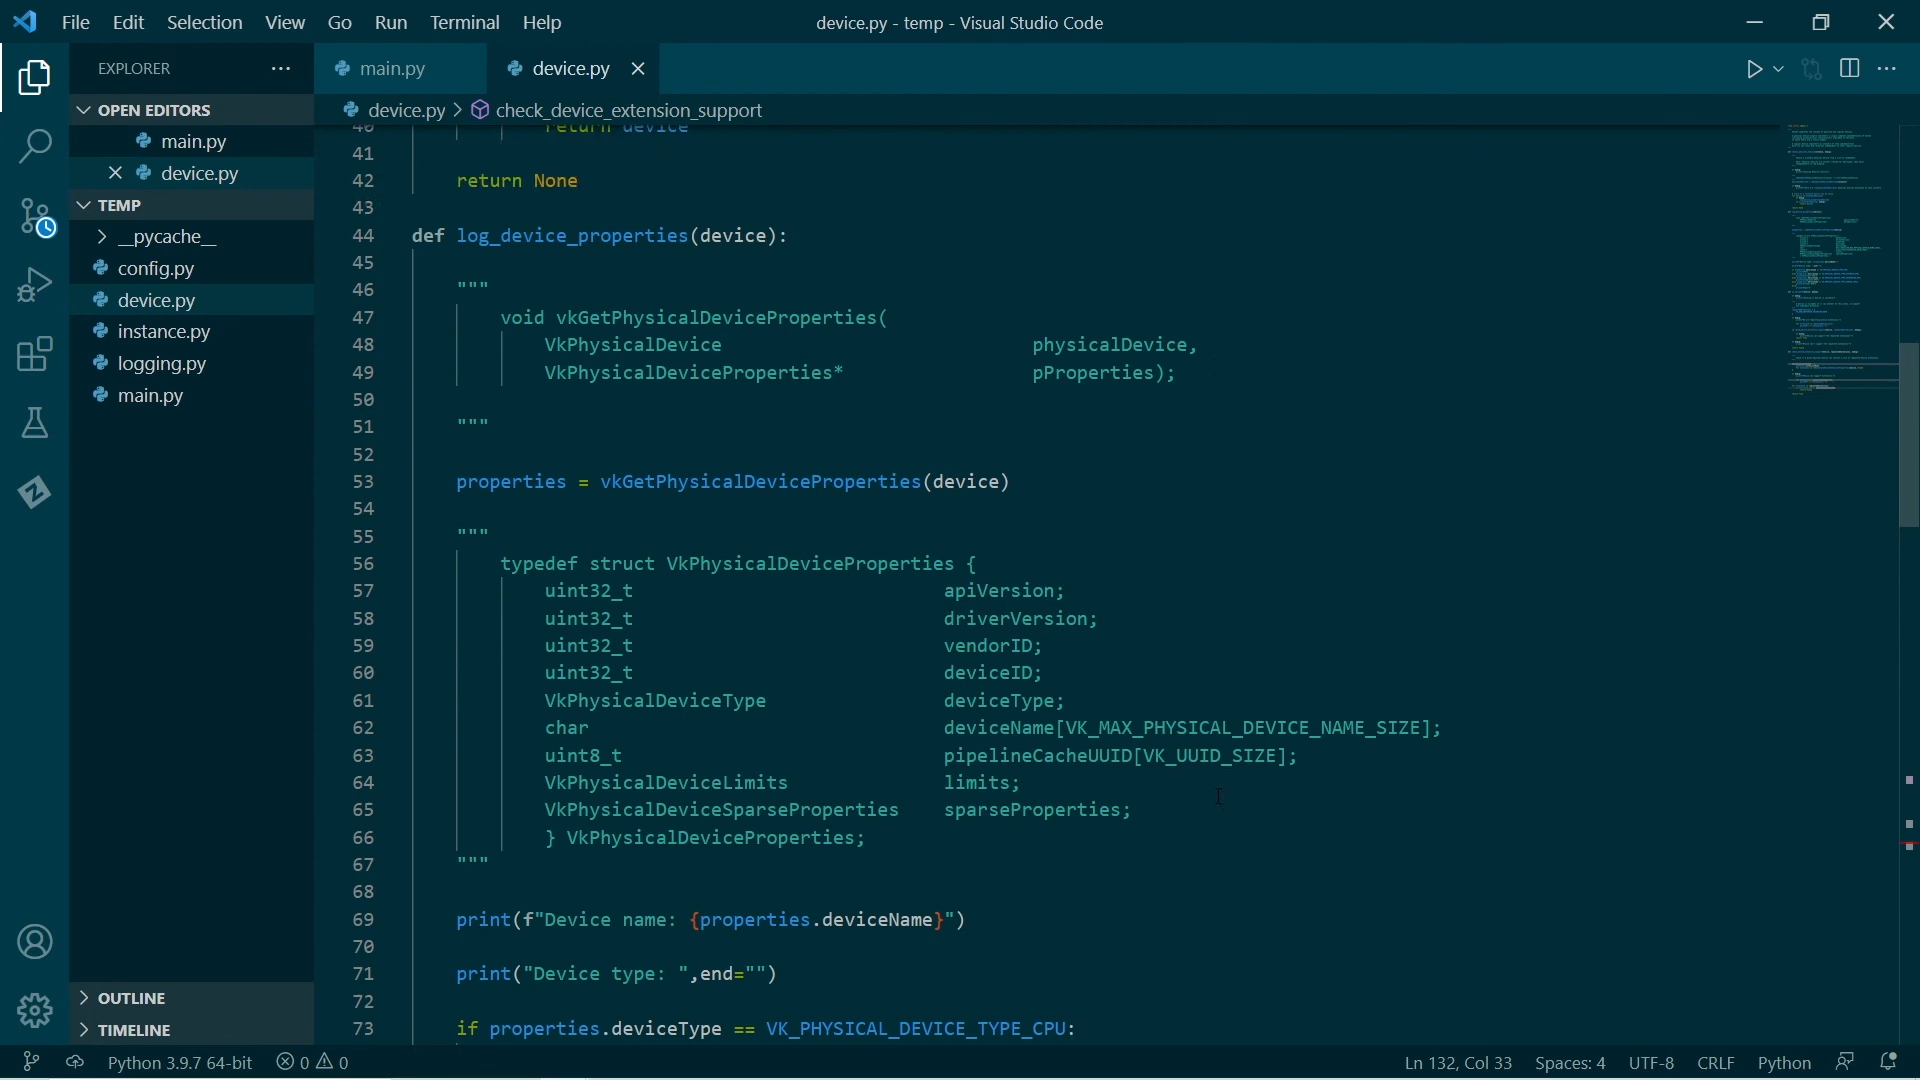 File Edit Selection View Go Run Terminal Help device.py - temp - Visual Studio Code
EXPLORER
OPEN EDITORS
main.py
device.py
TEMP
__pycache__
config.py
device.py
instance.py
logging.py
main.py
OUTLINE
TIMELINE
main.py device.py
device.py > check_device_extension_support
40 return device
41
42 return None
43
44 def log_device_properties(device):
45
46 """
47 void vkGetPhysicalDeviceProperties(
48 VkPhysicalDevice physicalDevice,
49 VkPhysicalDeviceProperties* pProperties);
50
51 """
52
53 properties = vkGetPhysicalDeviceProperties(device)
54
55 """
56 typedef struct VkPhysicalDeviceProperties {
57 uint32_t apiVersion;
58 uint32_t driverVersion;
59 uint32_t vendorID;
60 uint32_t deviceID;
61 VkPhysicalDeviceType deviceType;
62 char deviceName[VK_MAX_PHYSICAL_DEVICE_NAME_SIZE];
63 uint8_t pipelineCacheUUID[VK_UUID_SIZE];
64 VkPhysicalDeviceLimits limits;
65 VkPhysicalDeviceSparseProperties sparseProperties;
66 } VkPhysicalDeviceProperties;
67 """
68
69 print(f"Device name: {properties.deviceName}")
70
71 print("Device type: ",end="")
72
73 if properties.deviceType == VK_PHYSICAL_DEVICE_TYPE_CPU:
Python 3.9.7 64-bit 0 0 Ln 132, Col 33 Spaces: 4 UTF-8 CRLF Python